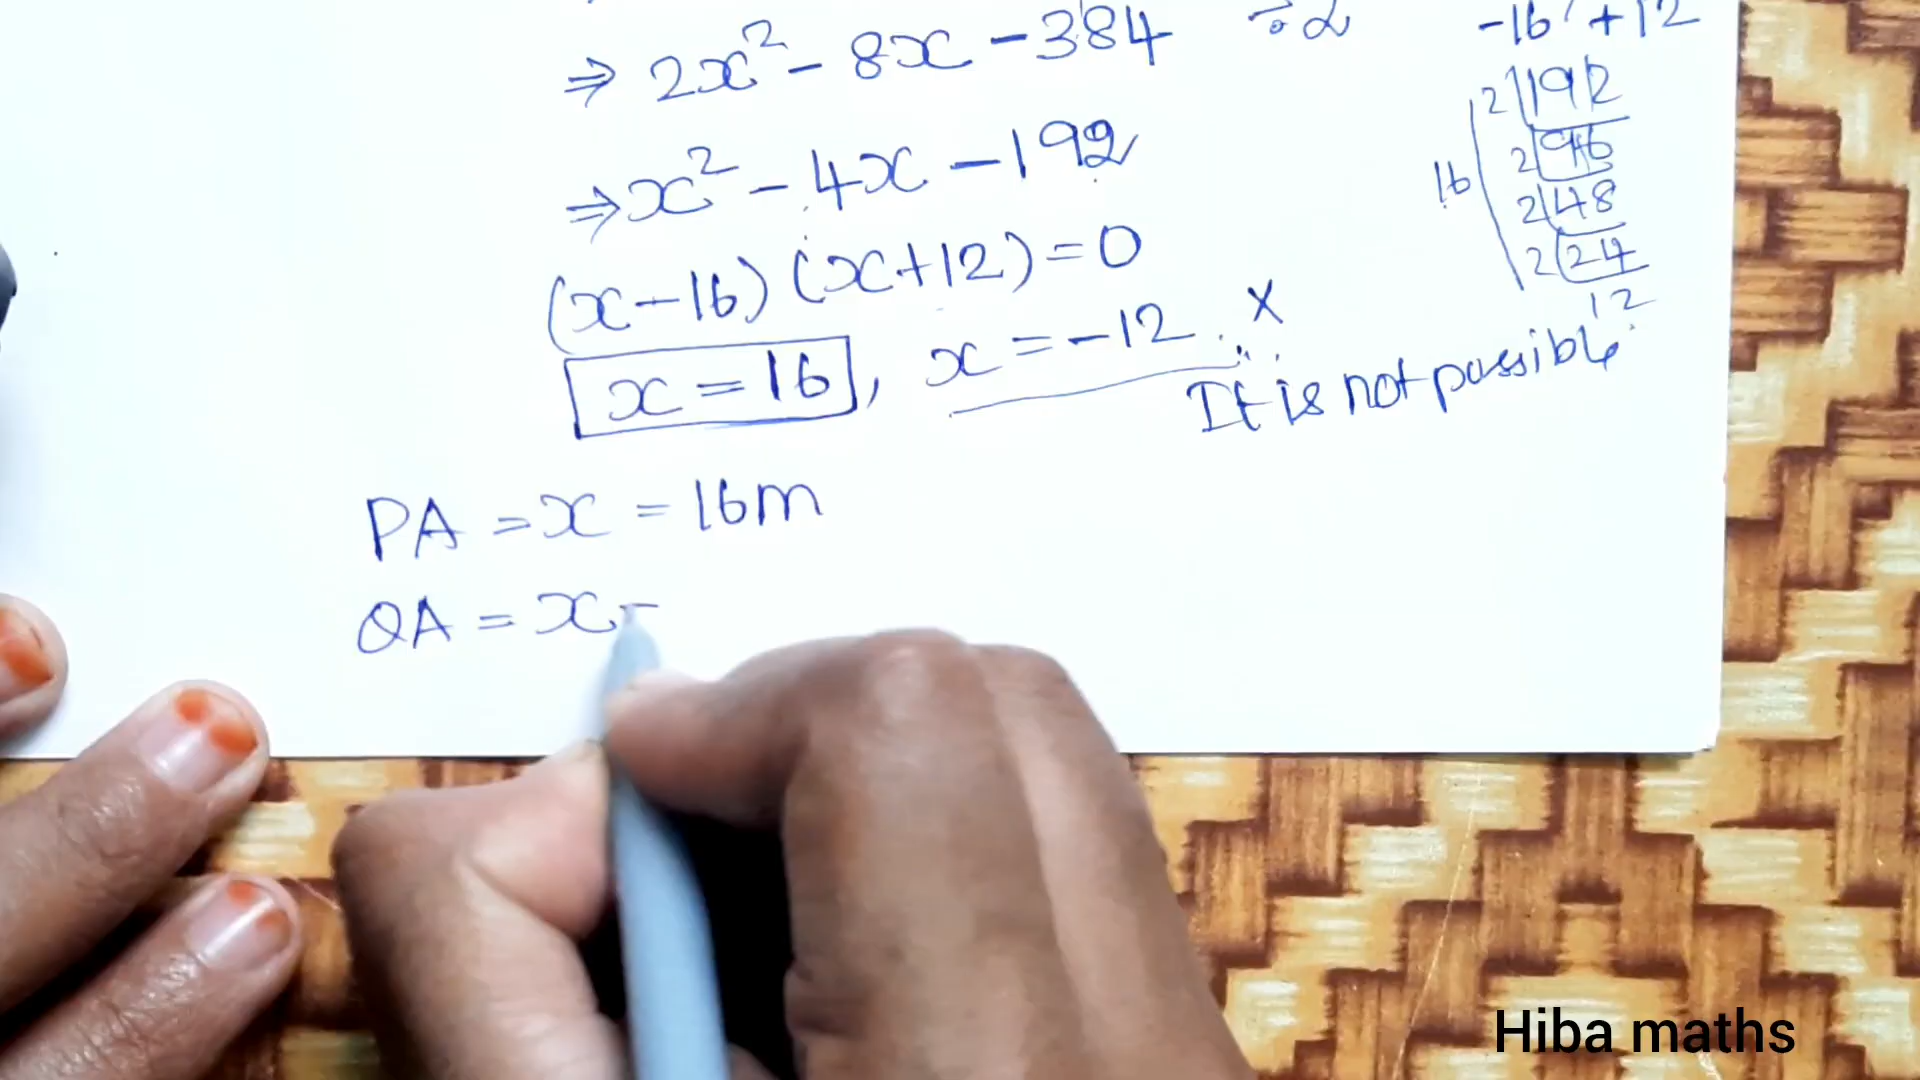 ⇒ 2x² - 8x - 384 ÷2
-16, +12
⇒ x² - 4x - 192
2|192
2|96
16
2|48
2|24
12
(x-16) (x+12) = 0
x = 16, x = -12 X
It is not possible
PA = x = 16m
QA = x -
Hiba maths